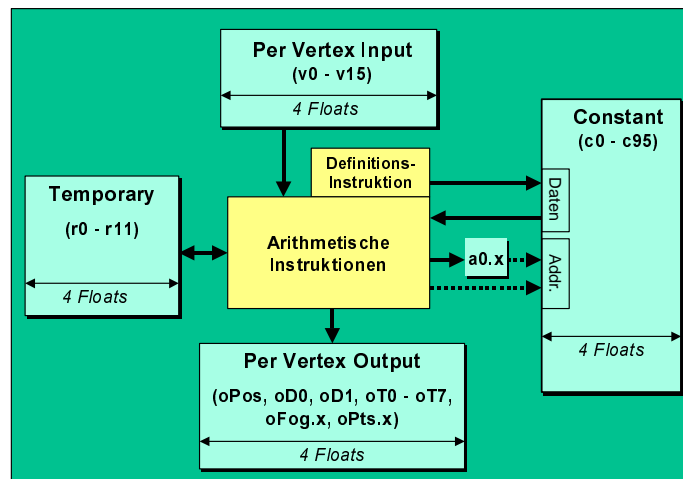 Per Vertex Input
(v0 - v15)
4 Floats
Constant
(c0 - c95)
Daten
Addr.
4 Floats
Definitions-
Instruktion
Temporary
(r0 - r11)
4 Floats
Arithmetische
Instruktionen
a0.x
Per Vertex Output
(oPos, oD0, oD1, oT0 - oT7,
oFog.x, oPts.x)
4 Floats